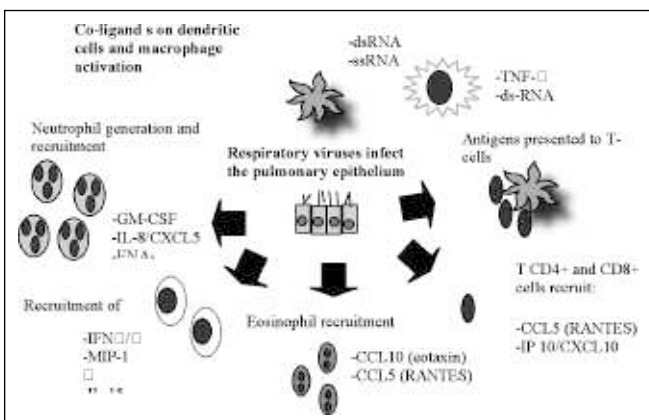 Co-ligand s on dendritic
cells and macrophage
activation
-dsRNA
-ssRNA
-TNF-□
-ds-RNA
Neutrophil generation and
recruitment
Respiratory viruses infect
the pulmonary epithelium
Antigens presented to T-
cells
-GM-CSF
-IL-8/CXCL5
T CD4+ and CD8+
cells recruit:
-CCL5 (RANTES)
-IP 10/CXCL10
Recruitment of
-IFN□/□
-MIP-1
□
Eosinophil recruitment
-CCL10 (eotaxin)
-CCL5 (RANTES)